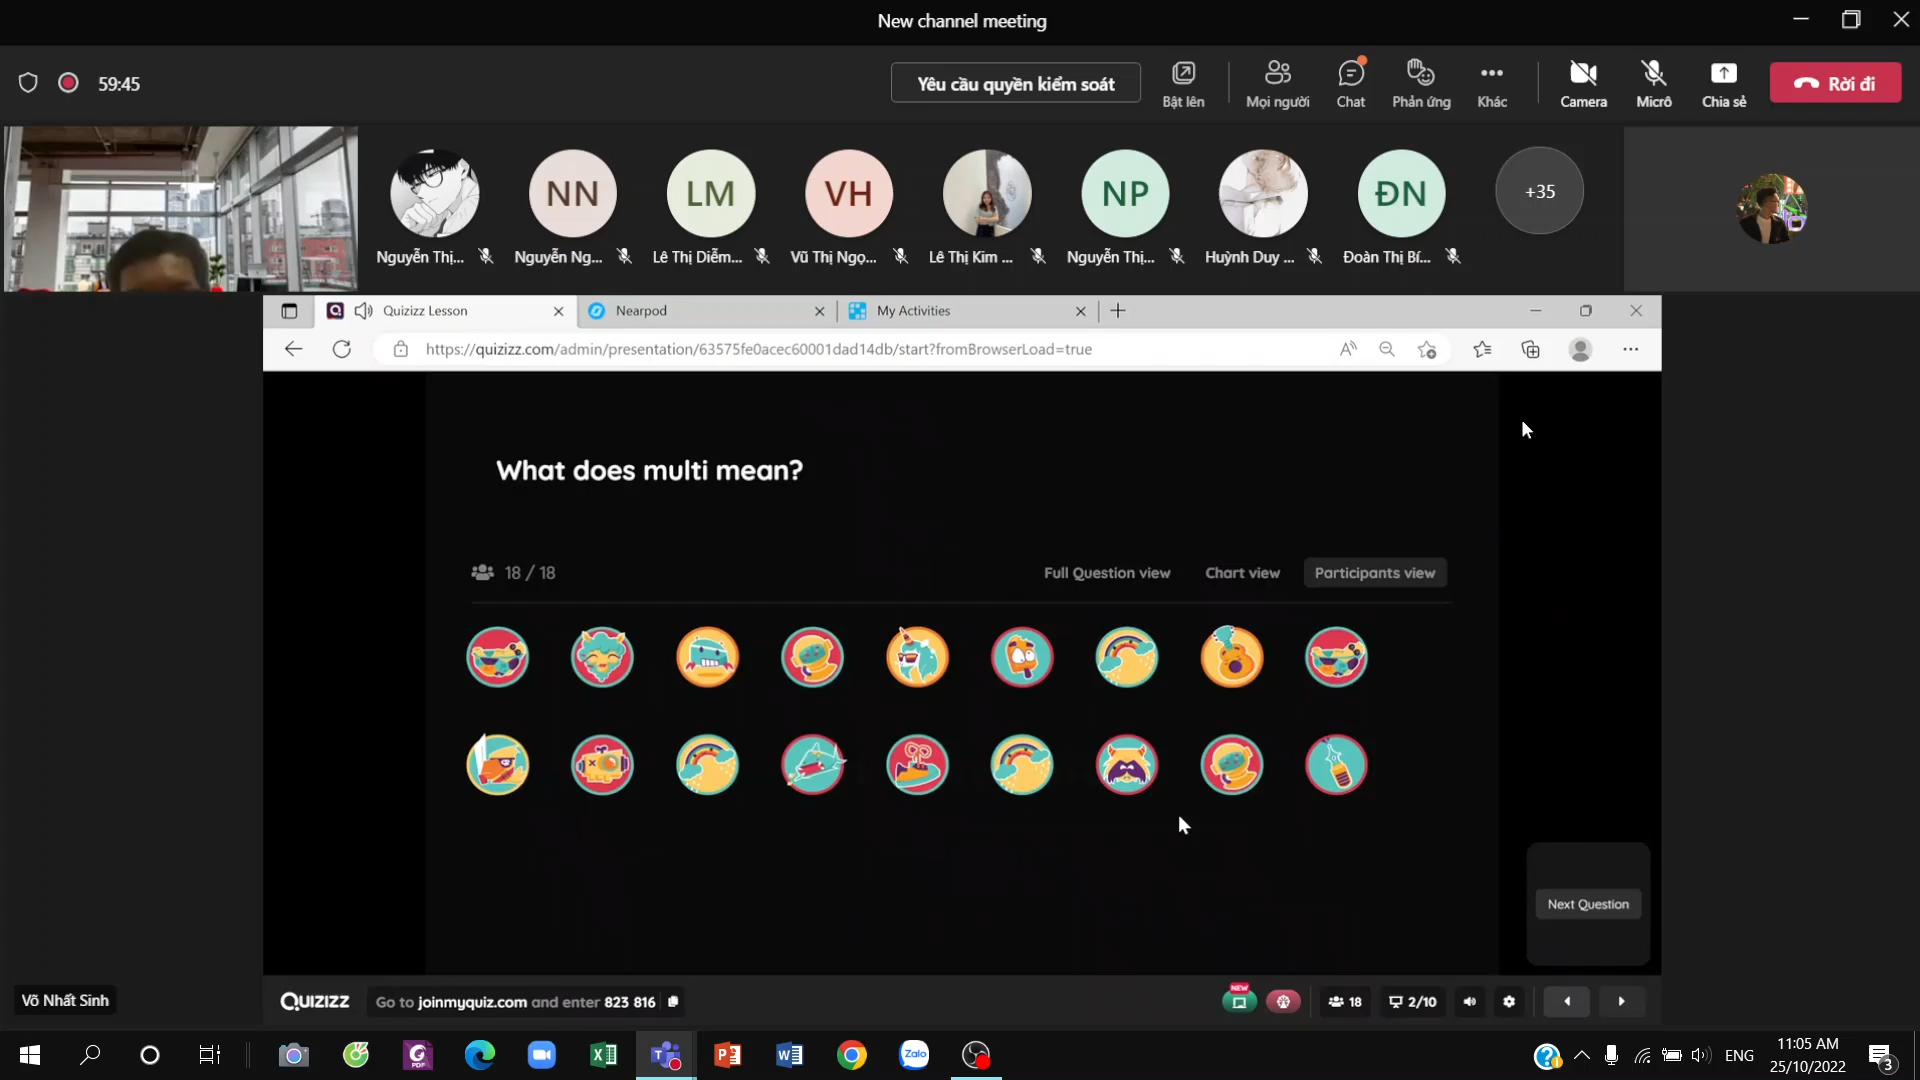 New channel meeting
59:45
Yêu cầu quyền kiểm soát
Bật lên
Mọi người
Chat
Phản ứng
Khác
Camera
Micrô
Chia sẻ
Rời đi
NN
LM
VH
NP
ĐN
+35
Nguyễn Thị...
Nguyễn Ng...
Lê Thị Diễm...
Vũ Thị Ngọ...
Lê Thị Kim ...
Nguyễn Thị...
Huỳnh Duy ...
Đoàn Thị Bí...
Quizizz Lesson
Nearpod
My Activities
https://quizizz.com/admin/presentation/63575fe0acec60001dad14db/start?fromBrowserLoad=true
What does multi mean?
18 / 18
Full Question view
Chart view
Participants view
Next Question
Võ Nhất Sinh
QUIZIZZ
Go to joinmyquiz.com and enter 823 816
NEW
18
2/10
Zalo
ENG
11:05 AM
25/10/2022
3